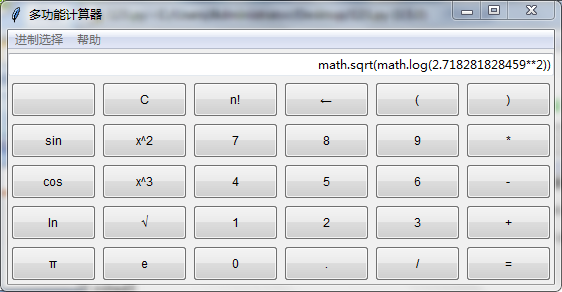 多功能计算器
进制选择 帮助
math.sqrt(math.log(2.718281828459**2))
C n! ← ( )
sin x^2 7 8 9 *
cos x^3 4 5 6 -
ln √ 1 2 3 +
π e 0 . / =